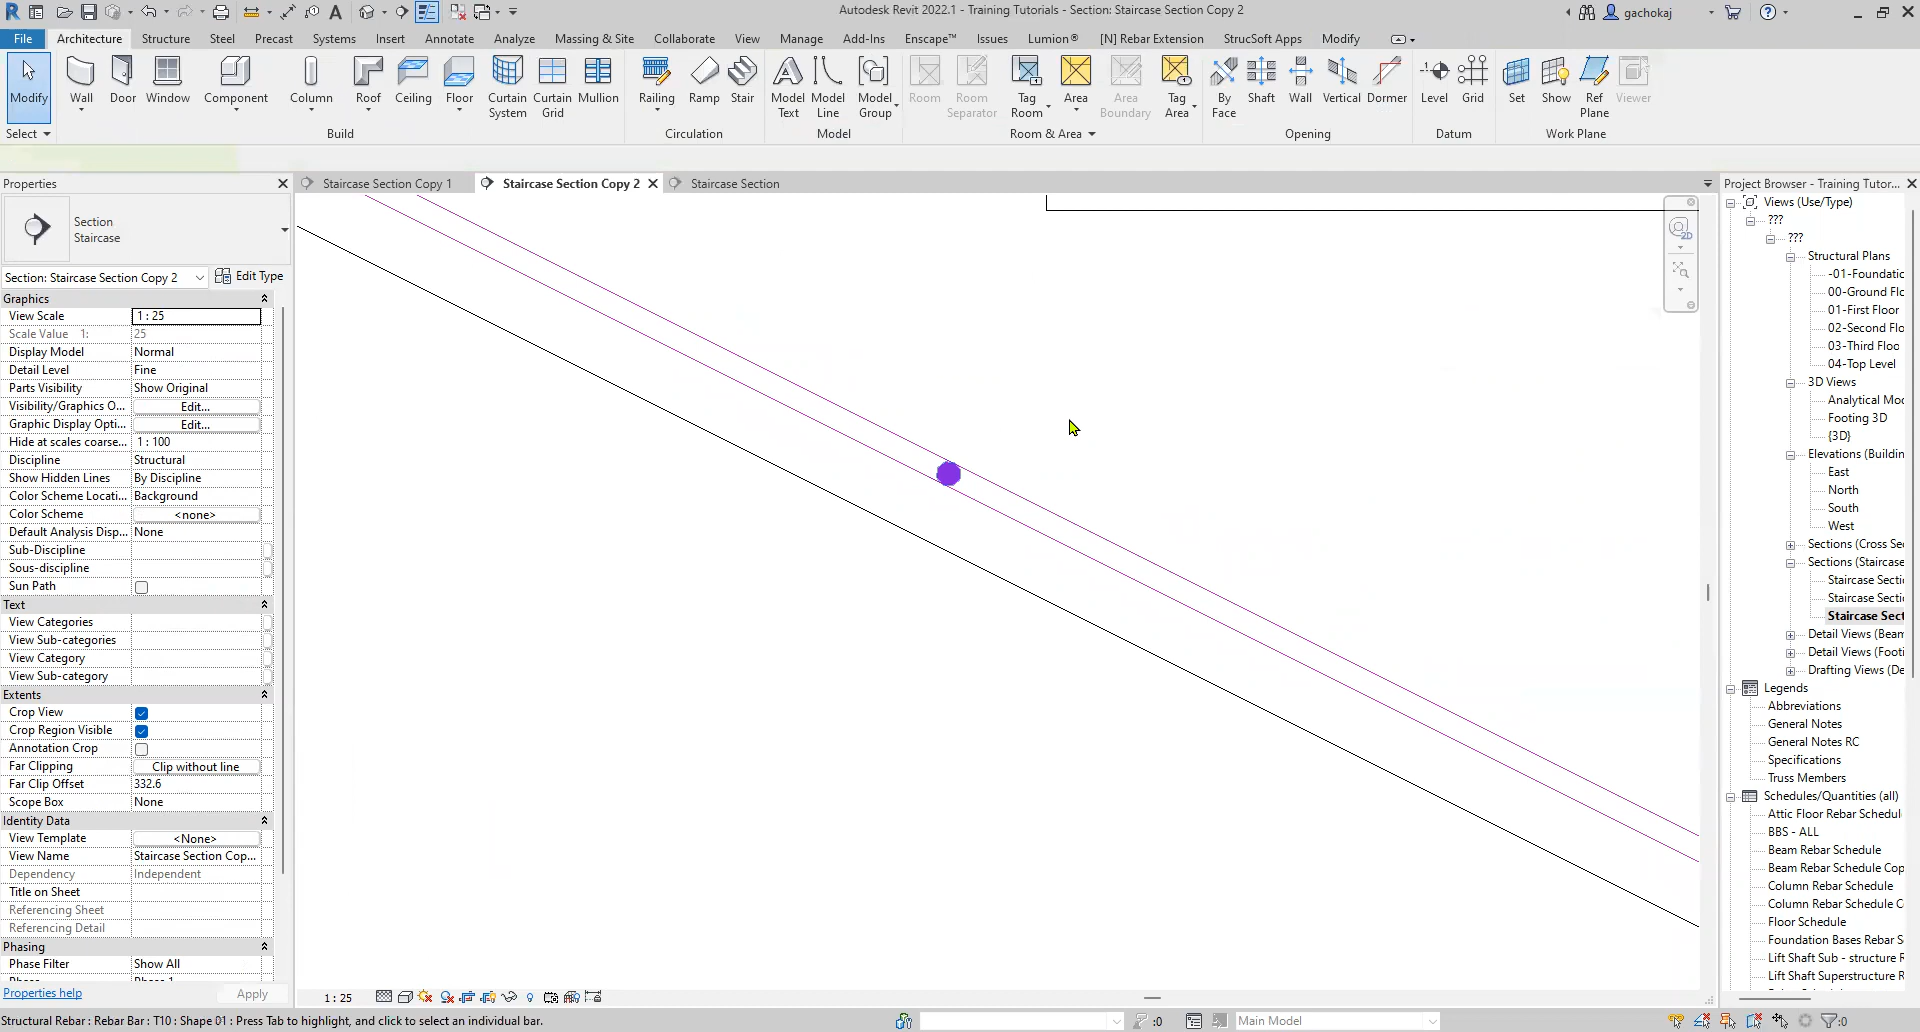 Autodesk Revit 2022.1 - Training Tutorials - Section: Staircase Section Copy 2
gachokaj
File Architecture Structure Steel Precast Systems Insert Annotate Analyze Massing & Site Collaborate View Manage Add-Ins Enscape™ Issues Lumion® [N] Rebar Extension StrucSoft Apps Modify
Modify Wall Door Window Component Column Roof Ceiling Floor Curtain System Curtain Grid Mullion Railing Ramp Stair Model Text Model Line Model Group Room Room Separator Tag Room Area Area Boundary Tag Area By Face Shaft Wall Vertical Dormer Level Grid Set Show Ref Plane Viewer
Select Build Circulation Model Room & Area Opening Datum Work Plane
Properties
Staircase Section Copy 1 Staircase Section Copy 2 Staircase Section
Project Browser - Training Tutor...
Section
Staircase
Section: Staircase Section Copy 2 Edit Type
Graphics
View Scale 1 : 25
Scale Value 1: 25
Display Model Normal
Detail Level Fine
Parts Visibility Show Original
Visibility/Graphics O... Edit...
Graphic Display Opti... Edit...
Hide at scales coarse... 1 : 100
Discipline Structural
Show Hidden Lines By Discipline
Color Scheme Locati... Background
Color Scheme <none>
Default Analysis Disp... None
Sub-Discipline
Sous-discipline
Sun Path
Text
View Categories
View Sub-categories
View Category
View Sub-category
Extents
Crop View
Crop Region Visible
Annotation Crop
Far Clipping Clip without line
Far Clip Offset 332.6
Scope Box None
Identity Data
View Template <None>
View Name Staircase Section Cop...
Dependency Independent
Title on Sheet
Referencing Sheet
Referencing Detail
Phasing
Phase Filter Show All
Properties help Apply
2D
Views (Use/Type)
???
???
Structural Plans
-01-Foundatic
00-Ground Flc
01-First Floor
02-Second Flo
03-Third Floo
04-Top Level
3D Views
Analytical Moc
Footing 3D
{3D}
Elevations (Buildin
East
North
South
West
Sections (Cross Se
Sections (Staircase
Staircase Secti
Staircase Secti
Staircase Sect
Detail Views (Bean
Detail Views (Footi
Drafting Views (De
Legends
Abbreviations
General Notes
General Notes RC
Specifications
Truss Members
Schedules/Quantities (all)
Attic Floor Rebar Schedul
BBS - ALL
Beam Rebar Schedule
Beam Rebar Schedule Cop
Column Rebar Schedule
Column Rebar Schedule C
Floor Schedule
Foundation Bases Rebar S
Lift Shaft Sub - structure R
Lift Shaft Superstructure R
1 : 25
Structural Rebar : Rebar Bar : T10 : Shape 01 : Press Tab to highlight, and click to select an individual bar.
:0 Main Model :0